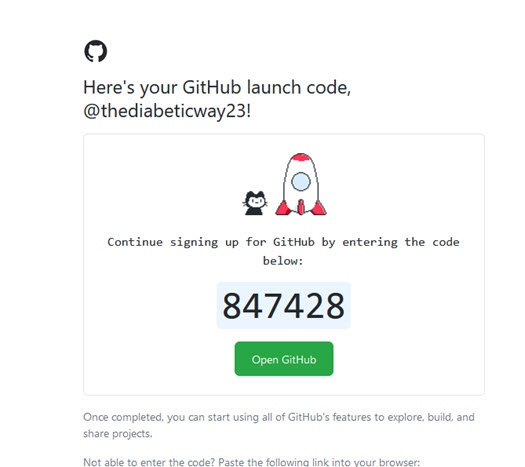 Here's your GitHub launch code,
@thediabeticway23!
Continue signing up for GitHub by entering the code
below:
847428
Open GitHub
Once completed, you can start using all of GitHub's features to explore, build, and
share projects.
Not able to enter the code? Paste the following link into your browser: